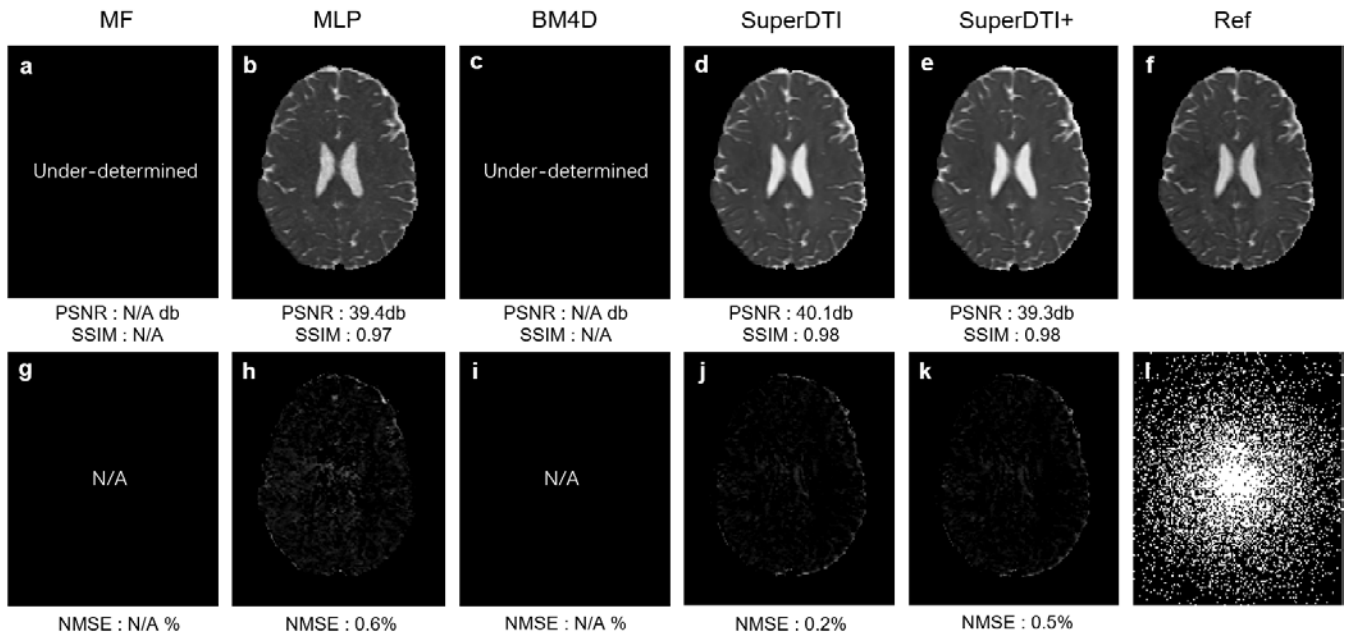 MF MLP BM4D SuperDTI SuperDTI+ Ref
a b c d e f
Under-determined Under-determined
PSNR : N/A db PSNR : 39.4db PSNR : N/A db PSNR : 40.1db PSNR : 39.3db
SSIM : N/A SSIM : 0.97 SSIM : N/A SSIM : 0.98 SSIM : 0.98
g h i j k l
N/A N/A
NMSE : N/A % NMSE : 0.6% NMSE : N/A % NMSE : 0.2% NMSE : 0.5%